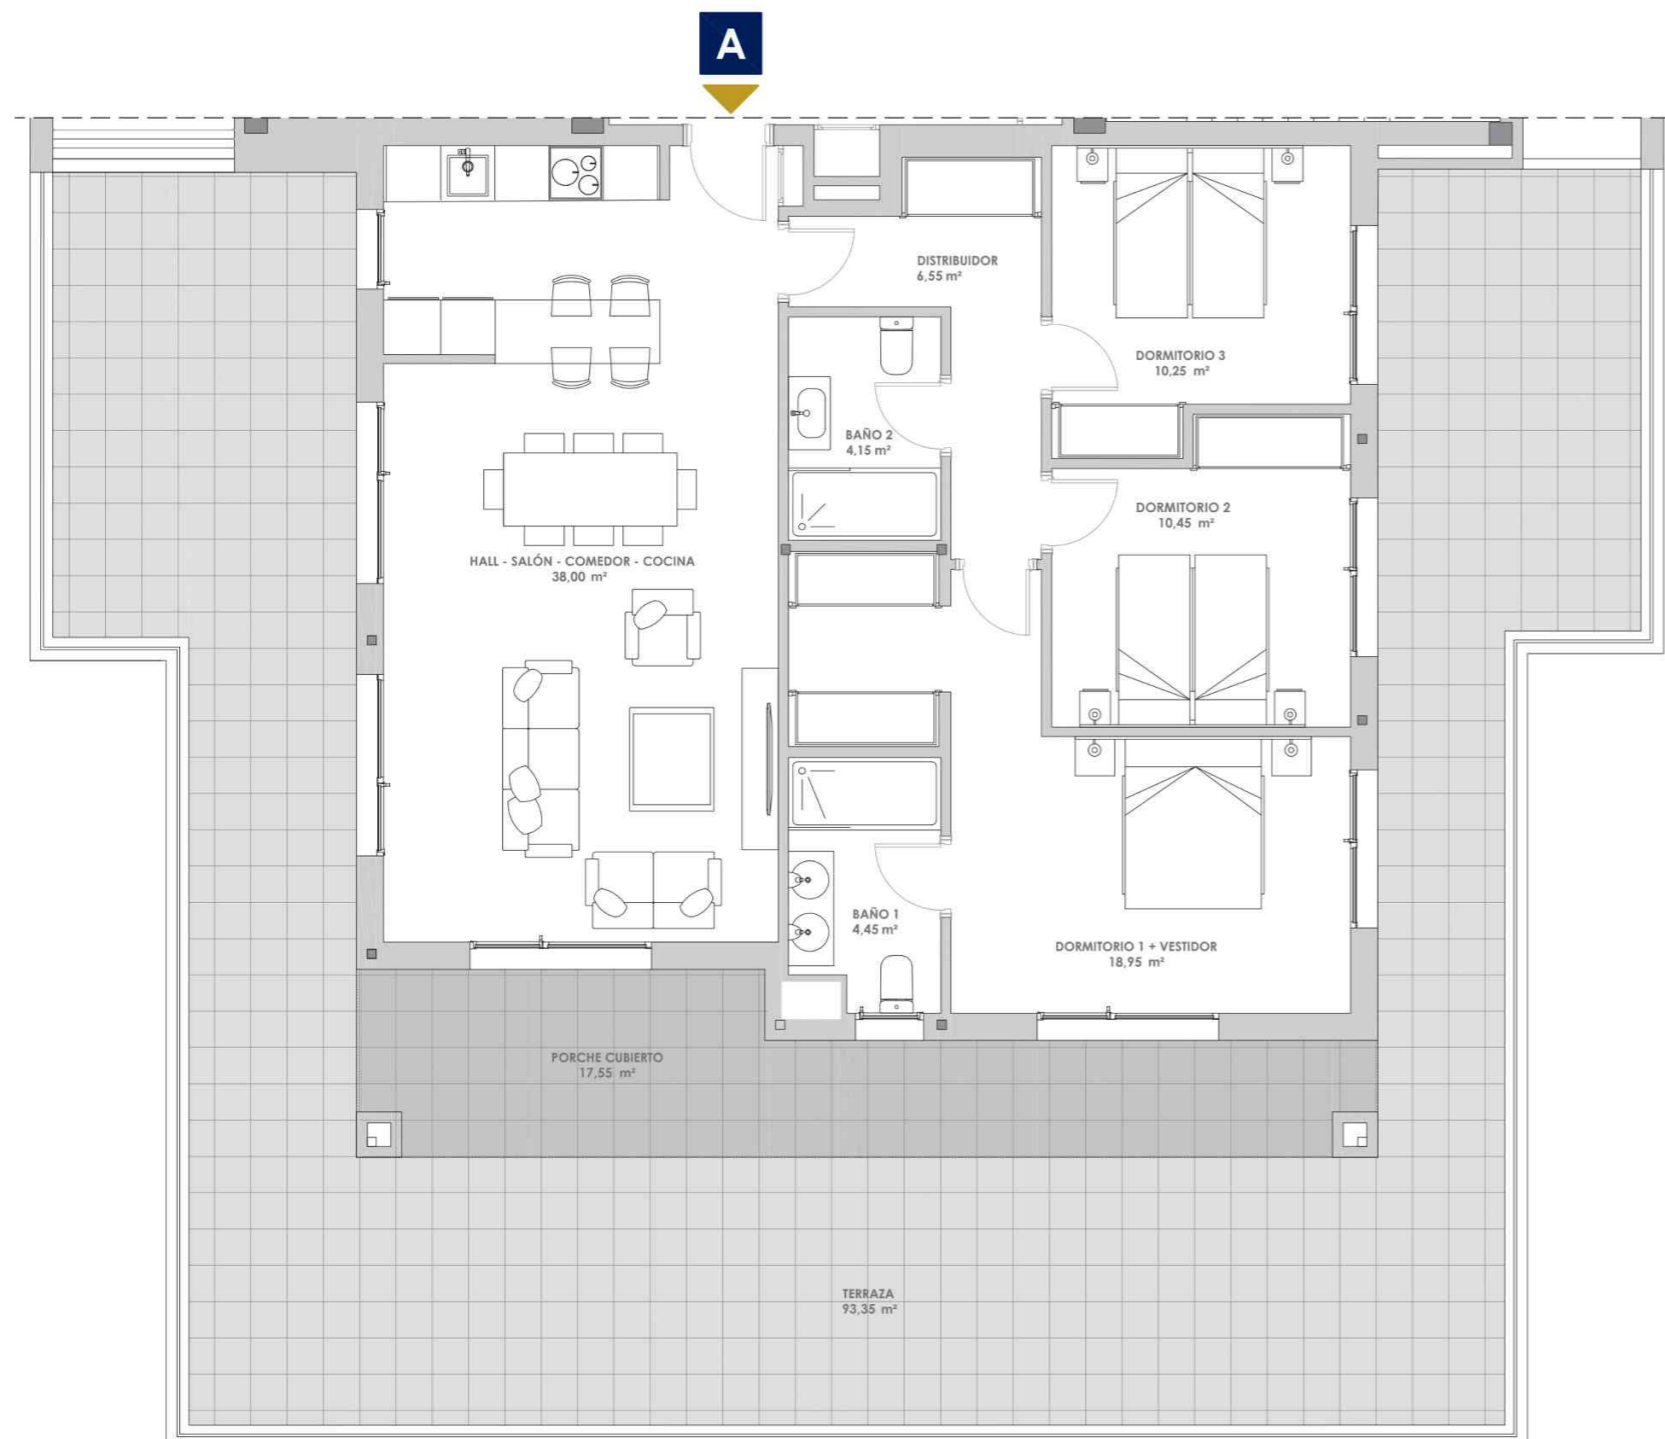 A
DISTRIBUIDOR
6,55 m²
DORMITORIO 3
10,25 m²
BAÑO 2
4,15 m²
DORMITORIO 2
10,45 m²
HALL - SALÓN - COMEDOR - COCINA
38,00 m²
BAÑO 1
4,45 m²
DORMITORIO 1 + VESTIDOR
18,95 m²
PORCHE CUBIERTO
17,55 m²
TERRAZA
93,35 m²